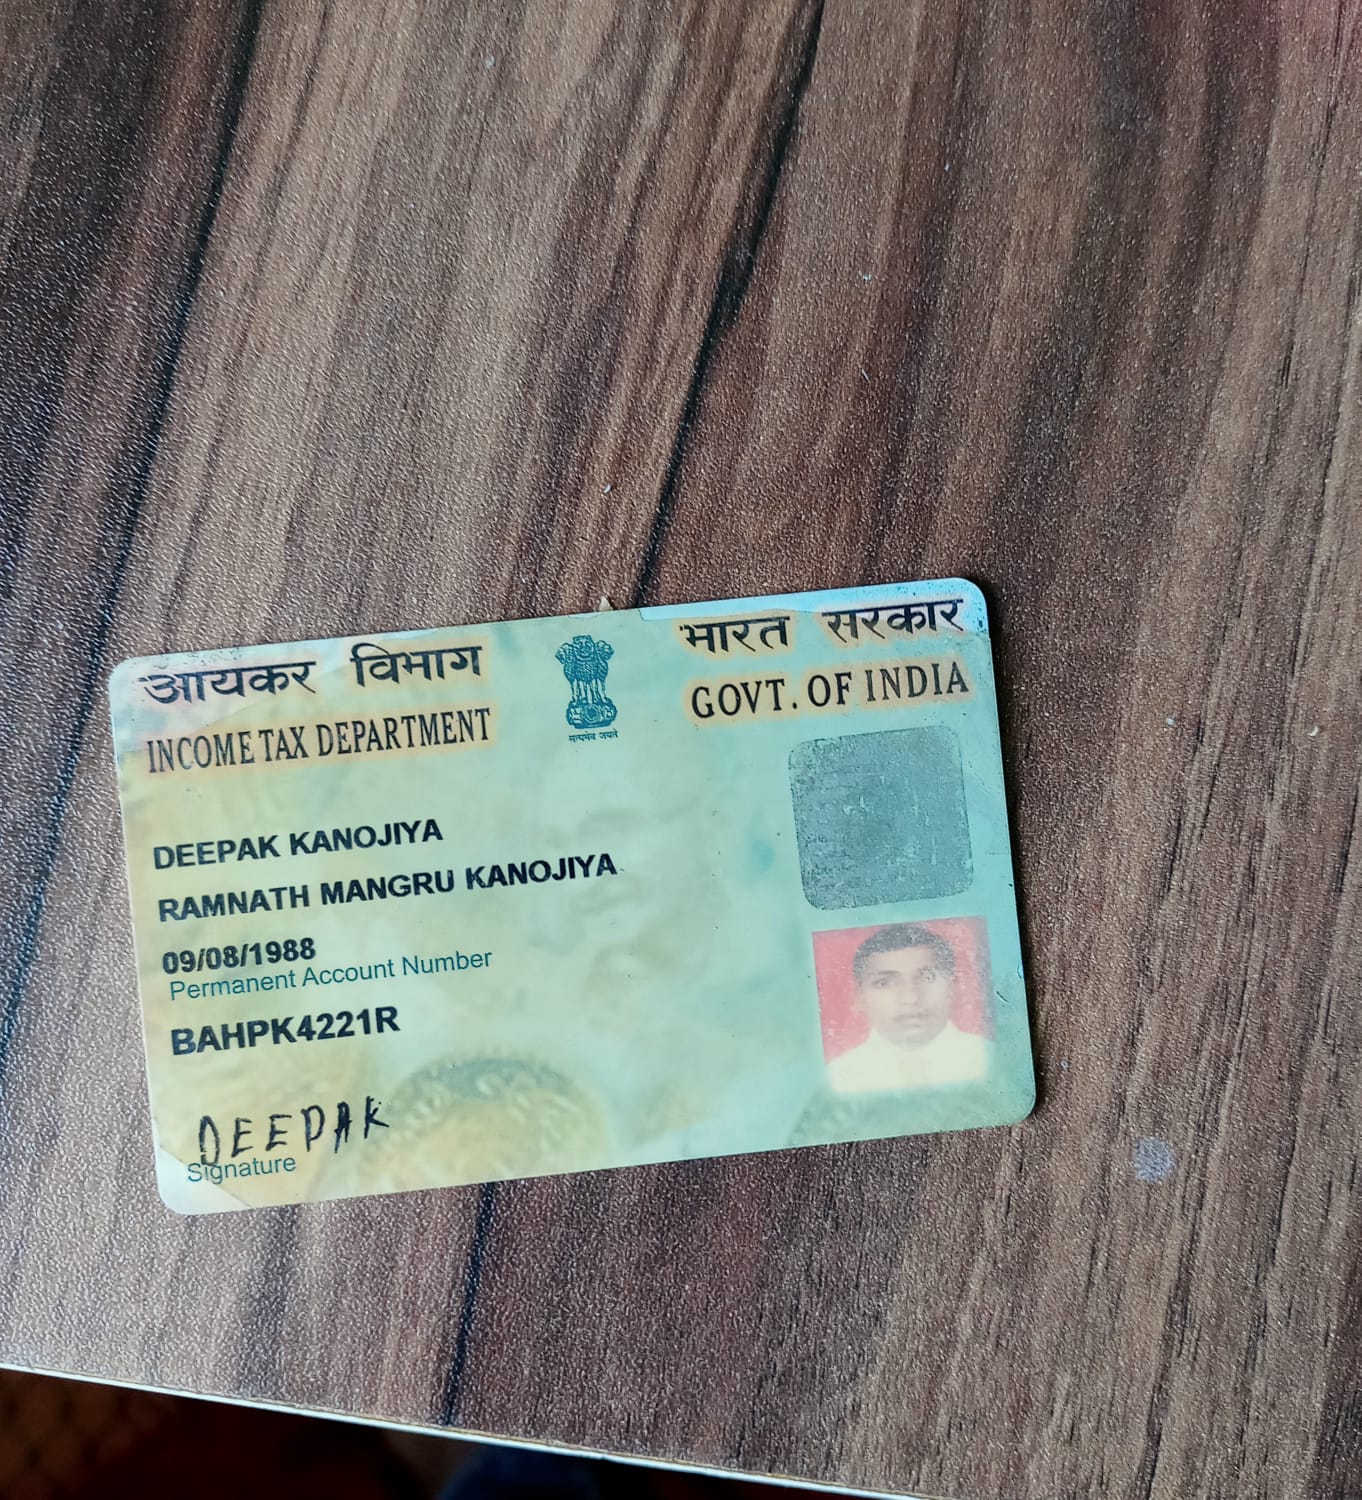 आयकर विभाग
INCOME TAX DEPARTMENT
सत्यमेव जयते
भारत सरकार
GOVT. OF INDIA
DEEPAK KANOJIYA
RAMNATH MANGRU KANOJIYA
09/08/1988
Permanent Account Number
BAHPK4221R
DEEPAK
Signature